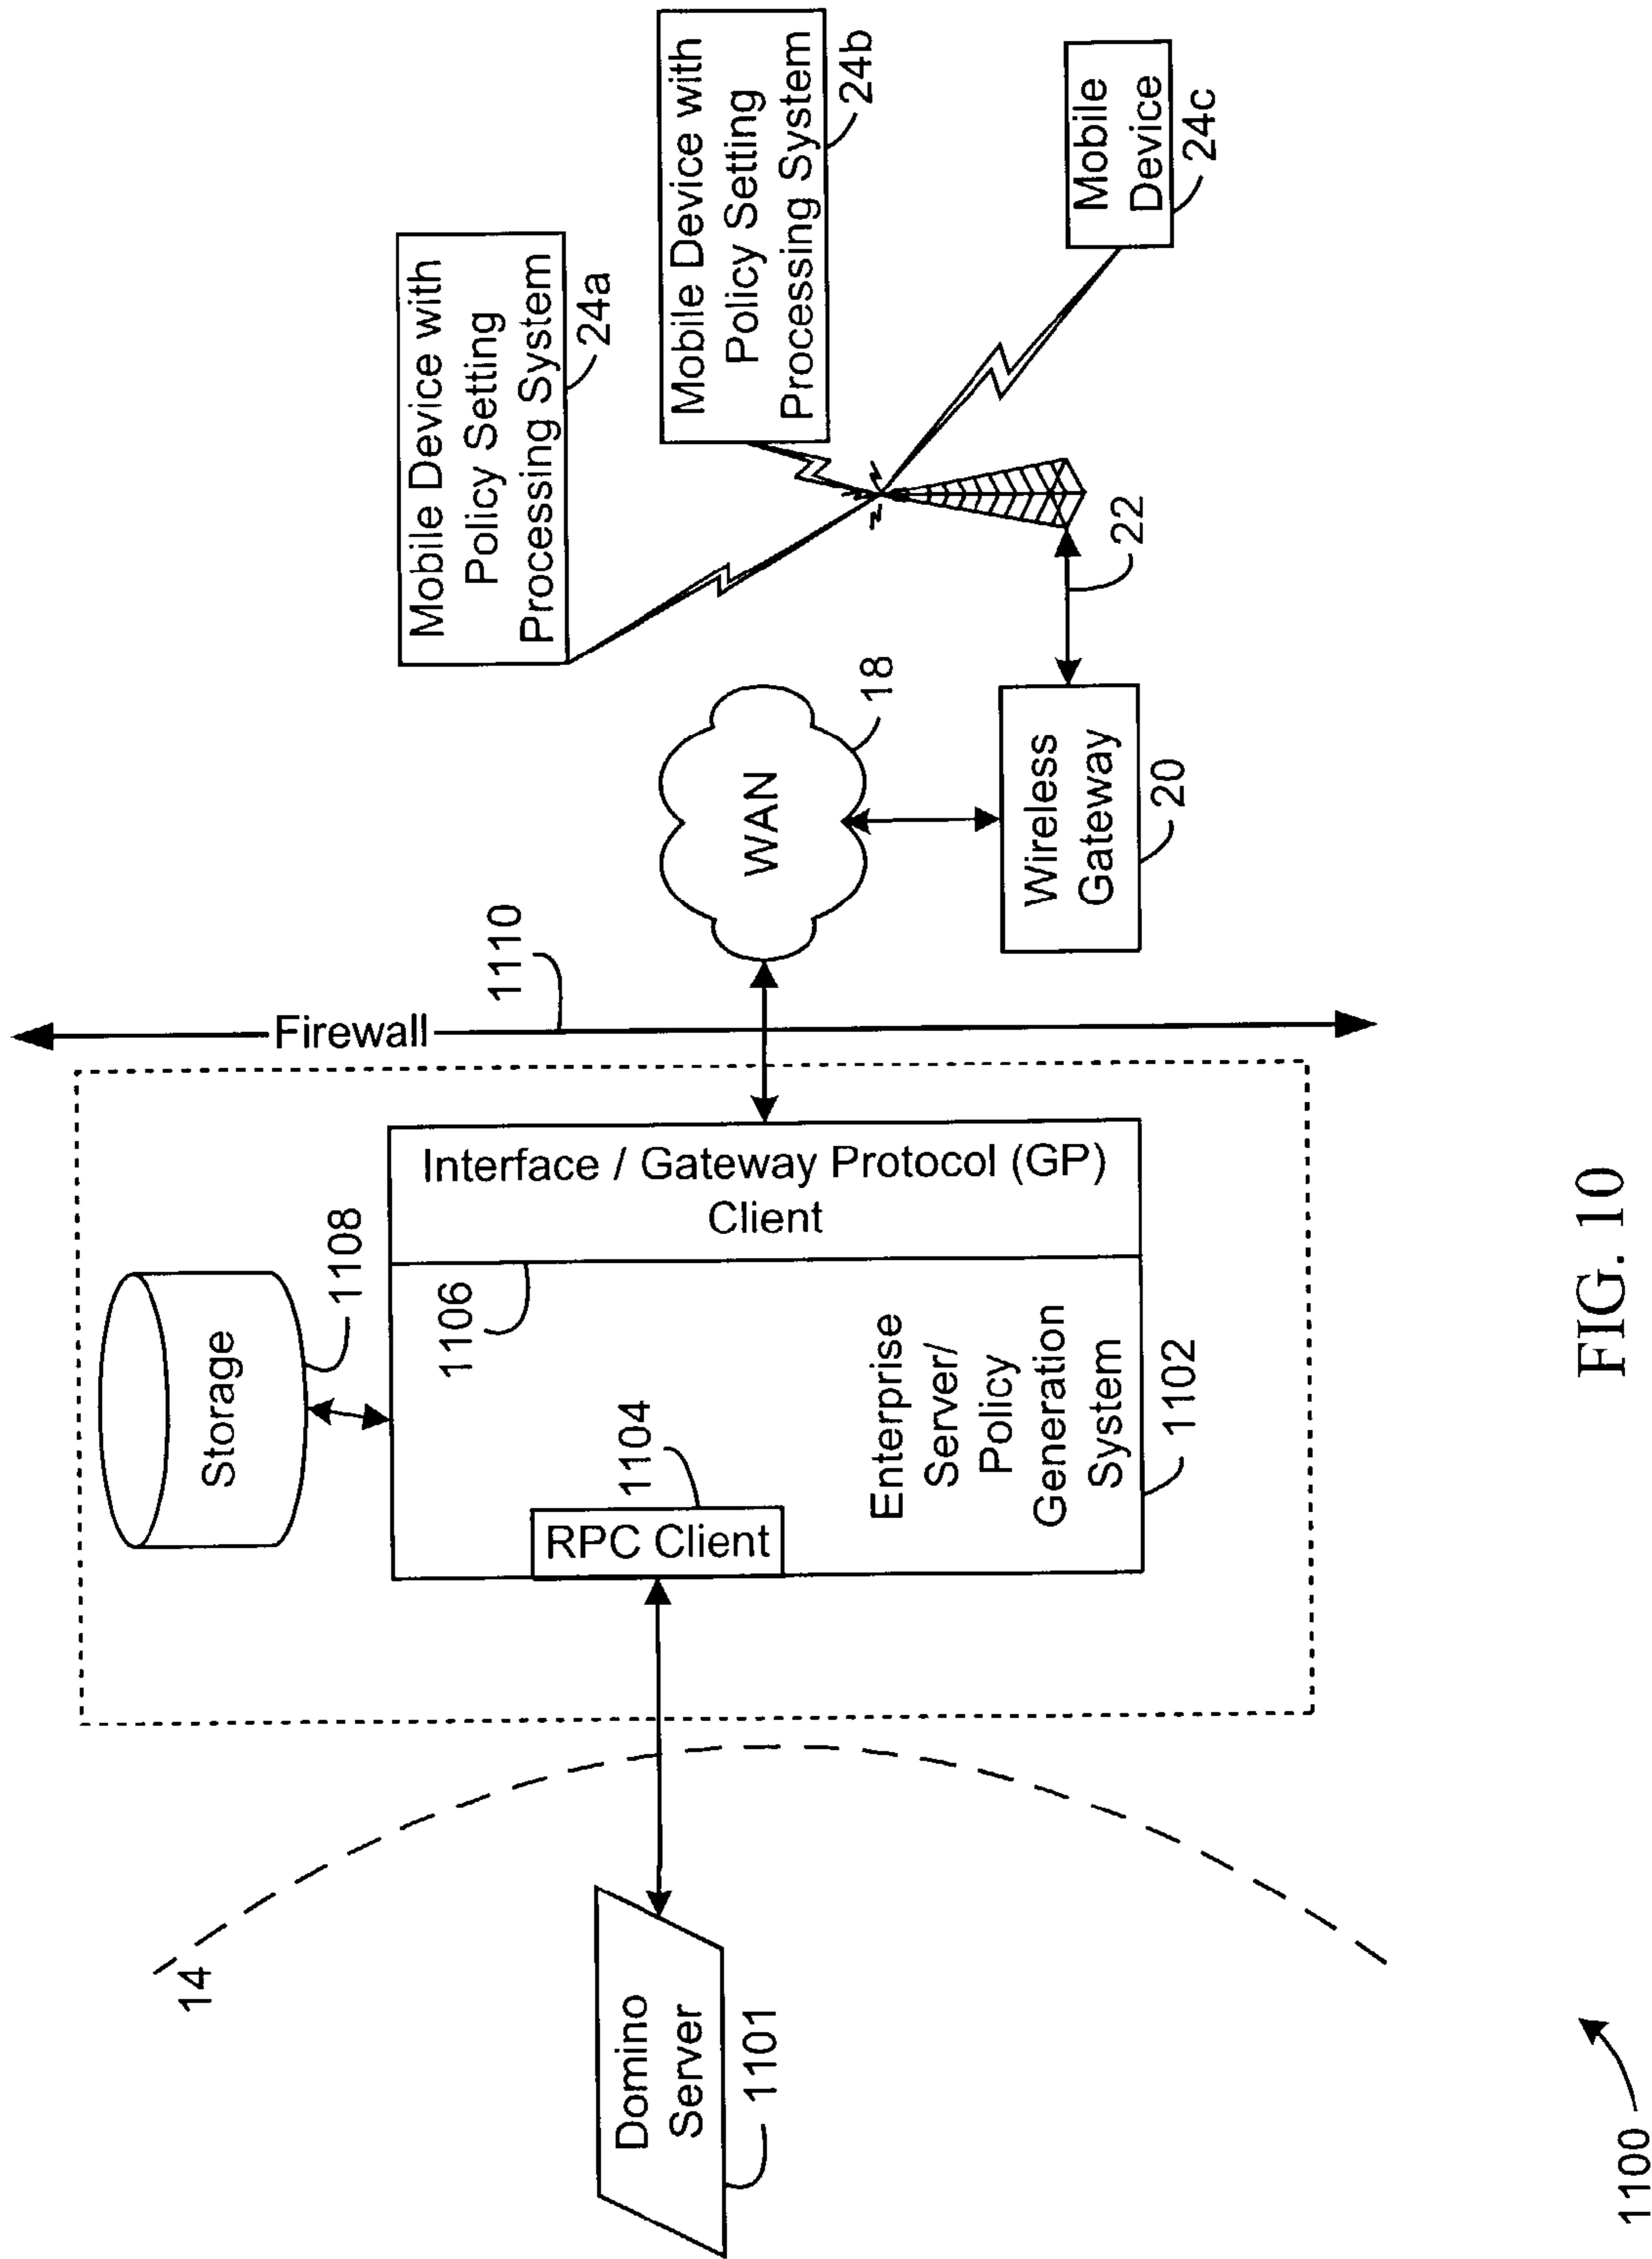 14
Domino
Server
1101
Storage
1108
RPC Client
1104
1106
Interface / Gateway Protocol (GP)
Client
Enterprise
Server/
Policy
Generation
System
1102
Firewall
1110
WAN
18
Wireless
Gateway
20
22
Mobile Device with
Policy Setting
Processing System
24a
Mobile Device with
Policy Setting
Processing System
24b
Mobile
Device
24c
1100
FIG. 10